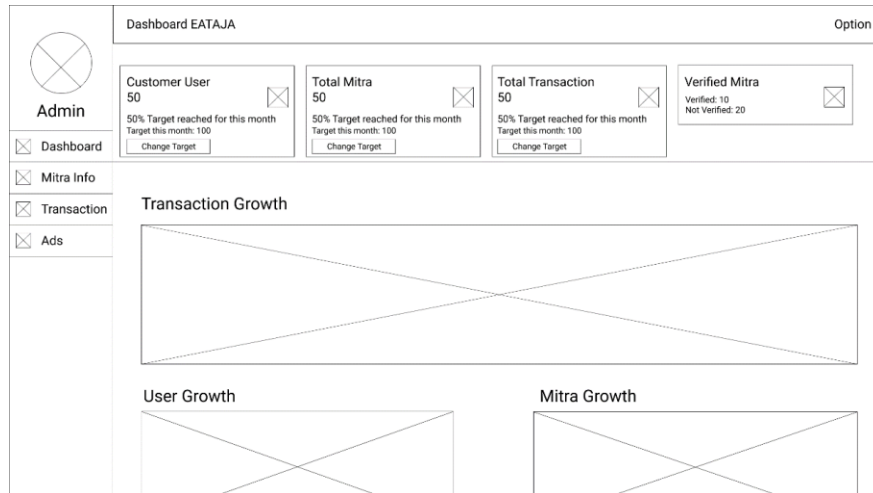 Dashboard EATAJA
Option
Admin
Dashboard
Mitra Info
Transaction
Ads
Customer User
50
50% Target reached for this month
Target this month: 100
Change Target
Total Mitra
50
50% Target reached for this month
Target this month: 100
Change Target
Total Transaction
50
50% Target reached for this month
Target this month: 100
Change Target
Verified Mitra
Verified: 10
Not Verified: 20
Transaction Growth
User Growth
Mitra Growth